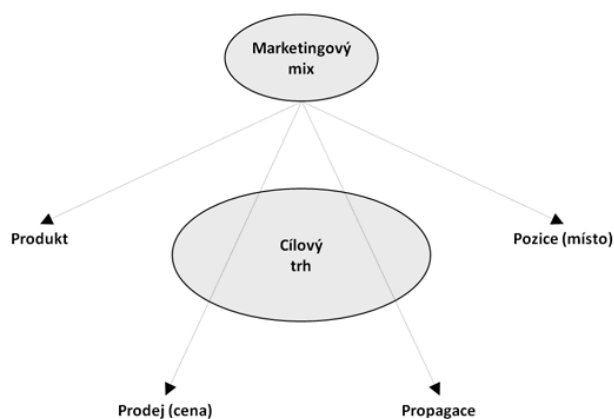 Marketingový
mix
Produkt
Pozice (místo)
Cílový
trh
Prodej (cena)
Propagace